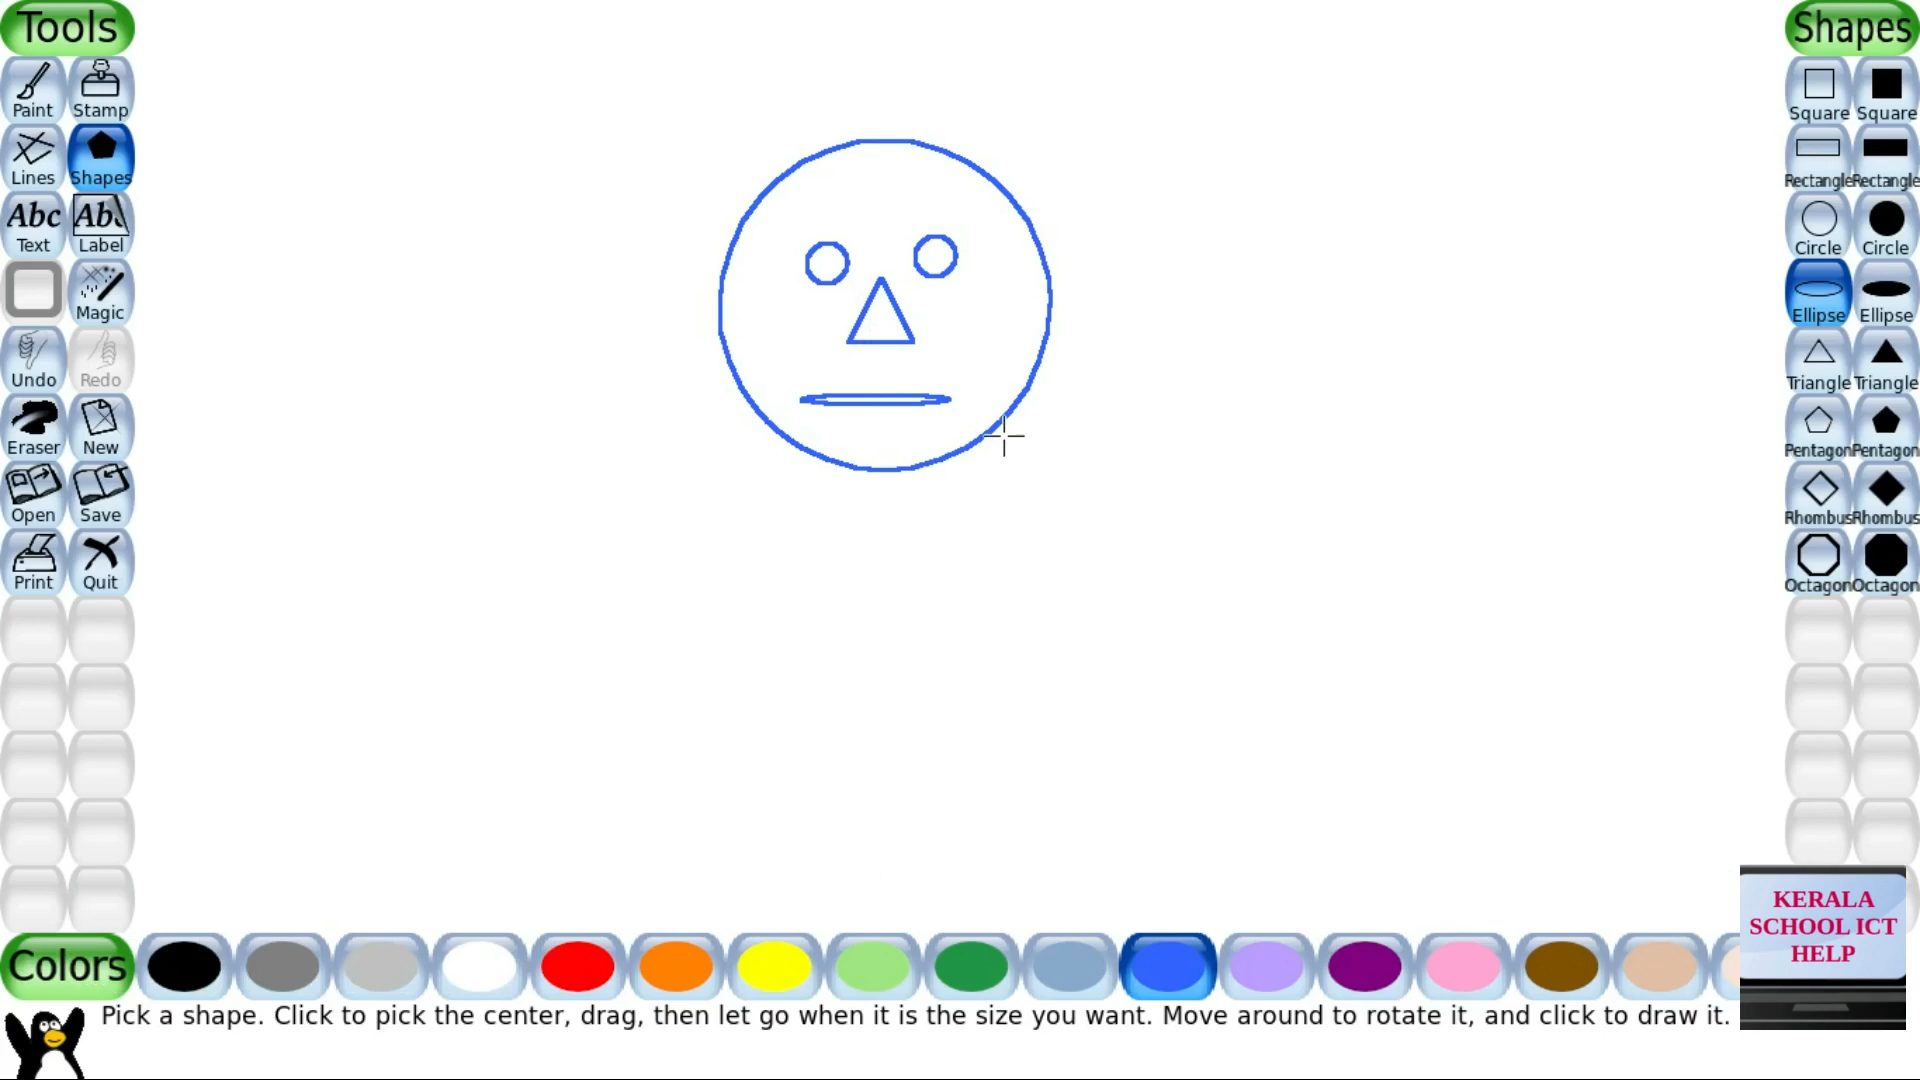 Tools
Shapes
Paint
Stamp
Square
Square
Lines
Shapes
Rectangle
Rectangle
Abc
Abc
Text
Label
Circle
Circle
Magic
Ellipse
Ellipse
Undo
Redo
Triangle
Triangle
Eraser
New
Pentagon
Pentagon
Open
Save
Rhombus
Rhombus
Print
Quit
Octagon
Octagon
KERALA
SCHOOL ICT
HELP
Colors
Pick a shape. Click to pick the center, drag, then let go when it is the size you want. Move around to rotate it, and click to draw it.